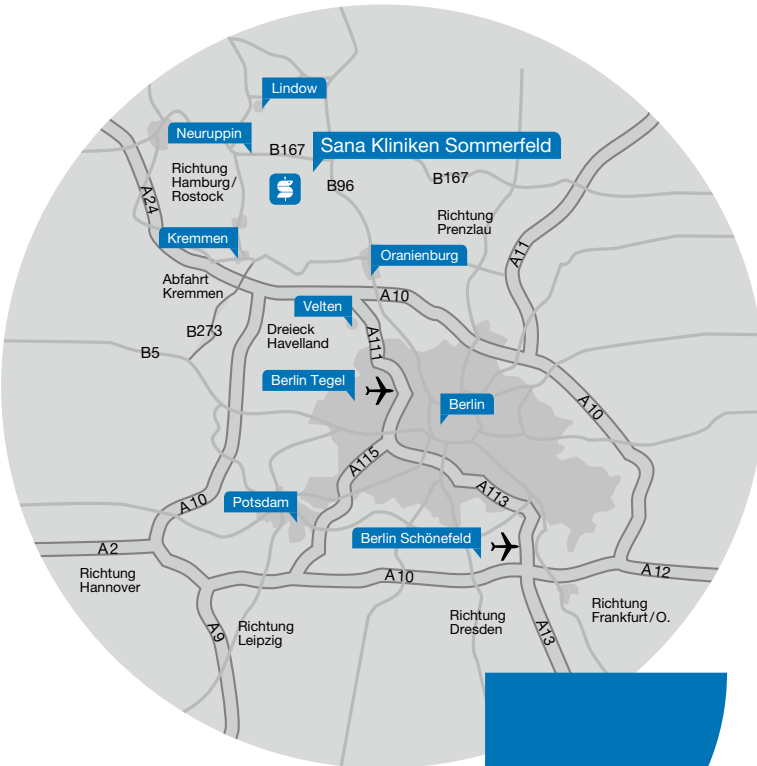 Lindow
Neuruppin
B167
Sana Kliniken Sommerfeld
Richtung
Hamburg/
Rostock
B96
B167
A24
Richtung
Prenzlau
Kremmen
Oranienburg
A11
Abfahrt
Kremmen
A10
Velten
B273
Dreieck
Havelland
A111
B5
Berlin Tegel
Berlin
A10
A115
A10
Potsdam
A113
Berlin Schönefeld
A2
Richtung
Hannover
A10
A12
A9
Richtung
Leipzig
Richtung
Dresden
A13
Richtung
Frankfurt/O.